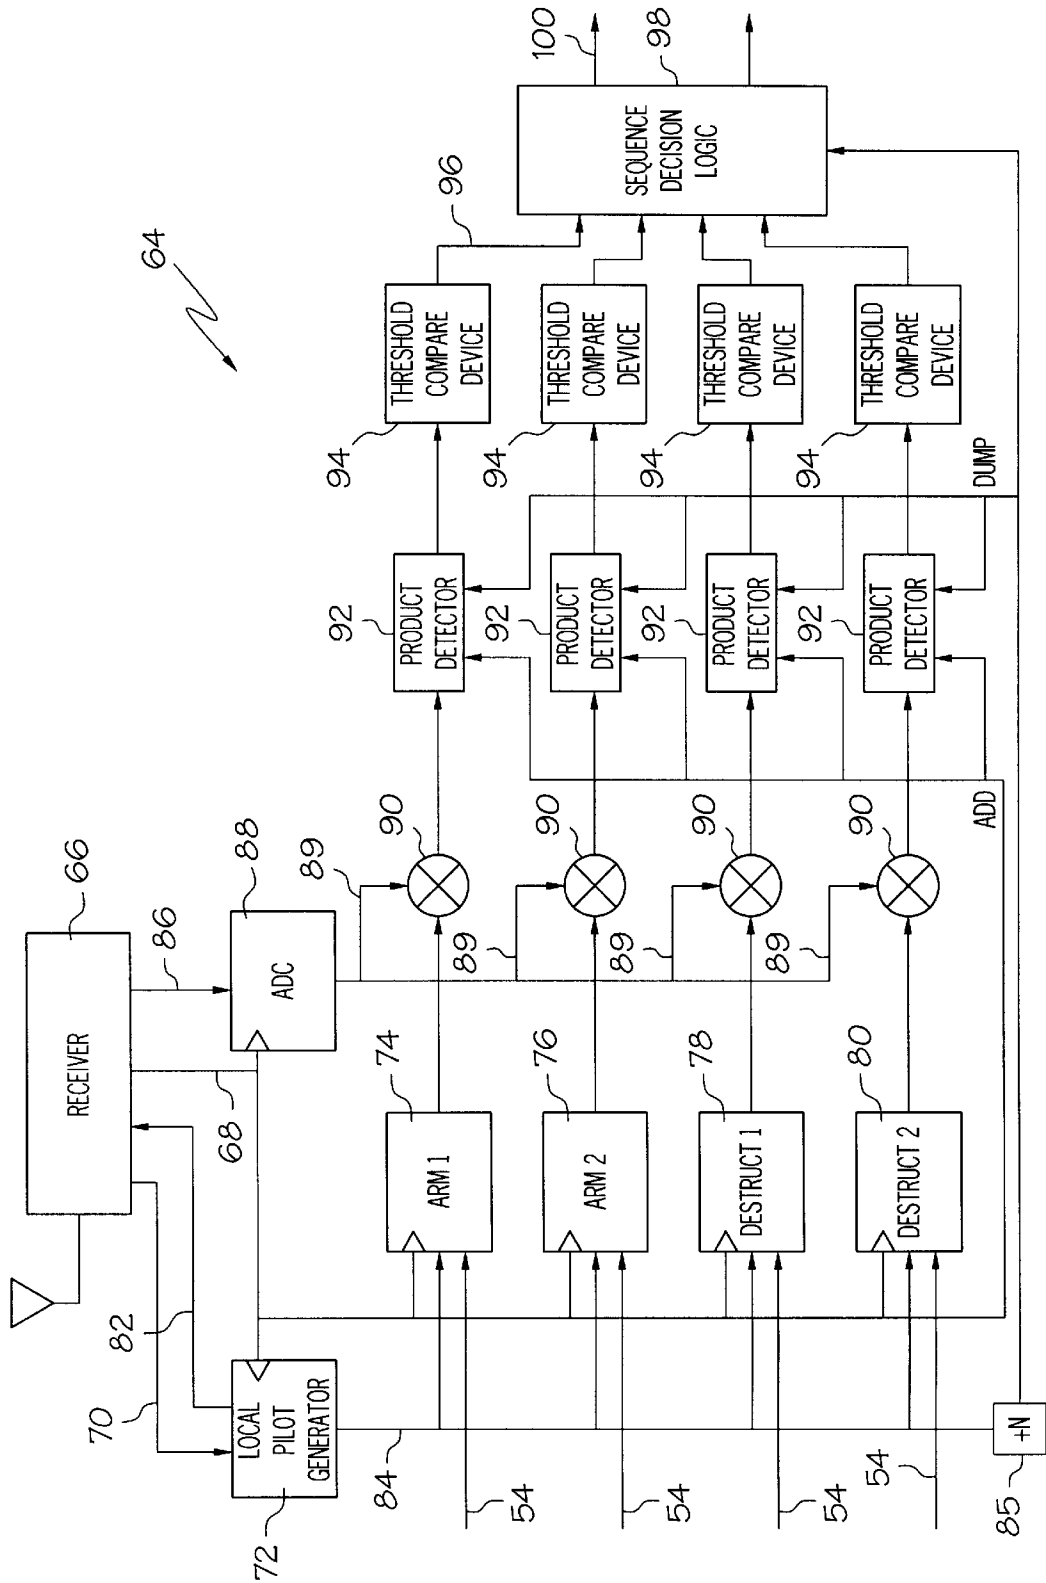 66
RECEIVER
64
70
82
68
86
72
LOCAL
PILOT
GENERATOR
ADC
88
84
89
74
ARM 1
90
92
PRODUCT
DETECTOR
94
THRESHOLD
COMPARE
DEVICE
96
54
89
76
ARM 2
90
92
PRODUCT
DETECTOR
94
THRESHOLD
COMPARE
DEVICE
100
SEQUENCE
DECISION
LOGIC
98
54
89
78
DESTRUCT 1
90
92
PRODUCT
DETECTOR
94
THRESHOLD
COMPARE
DEVICE
54
89
80
DESTRUCT 2
90
92
PRODUCT
DETECTOR
94
THRESHOLD
COMPARE
DEVICE
54
ADD
DUMP
85
+N